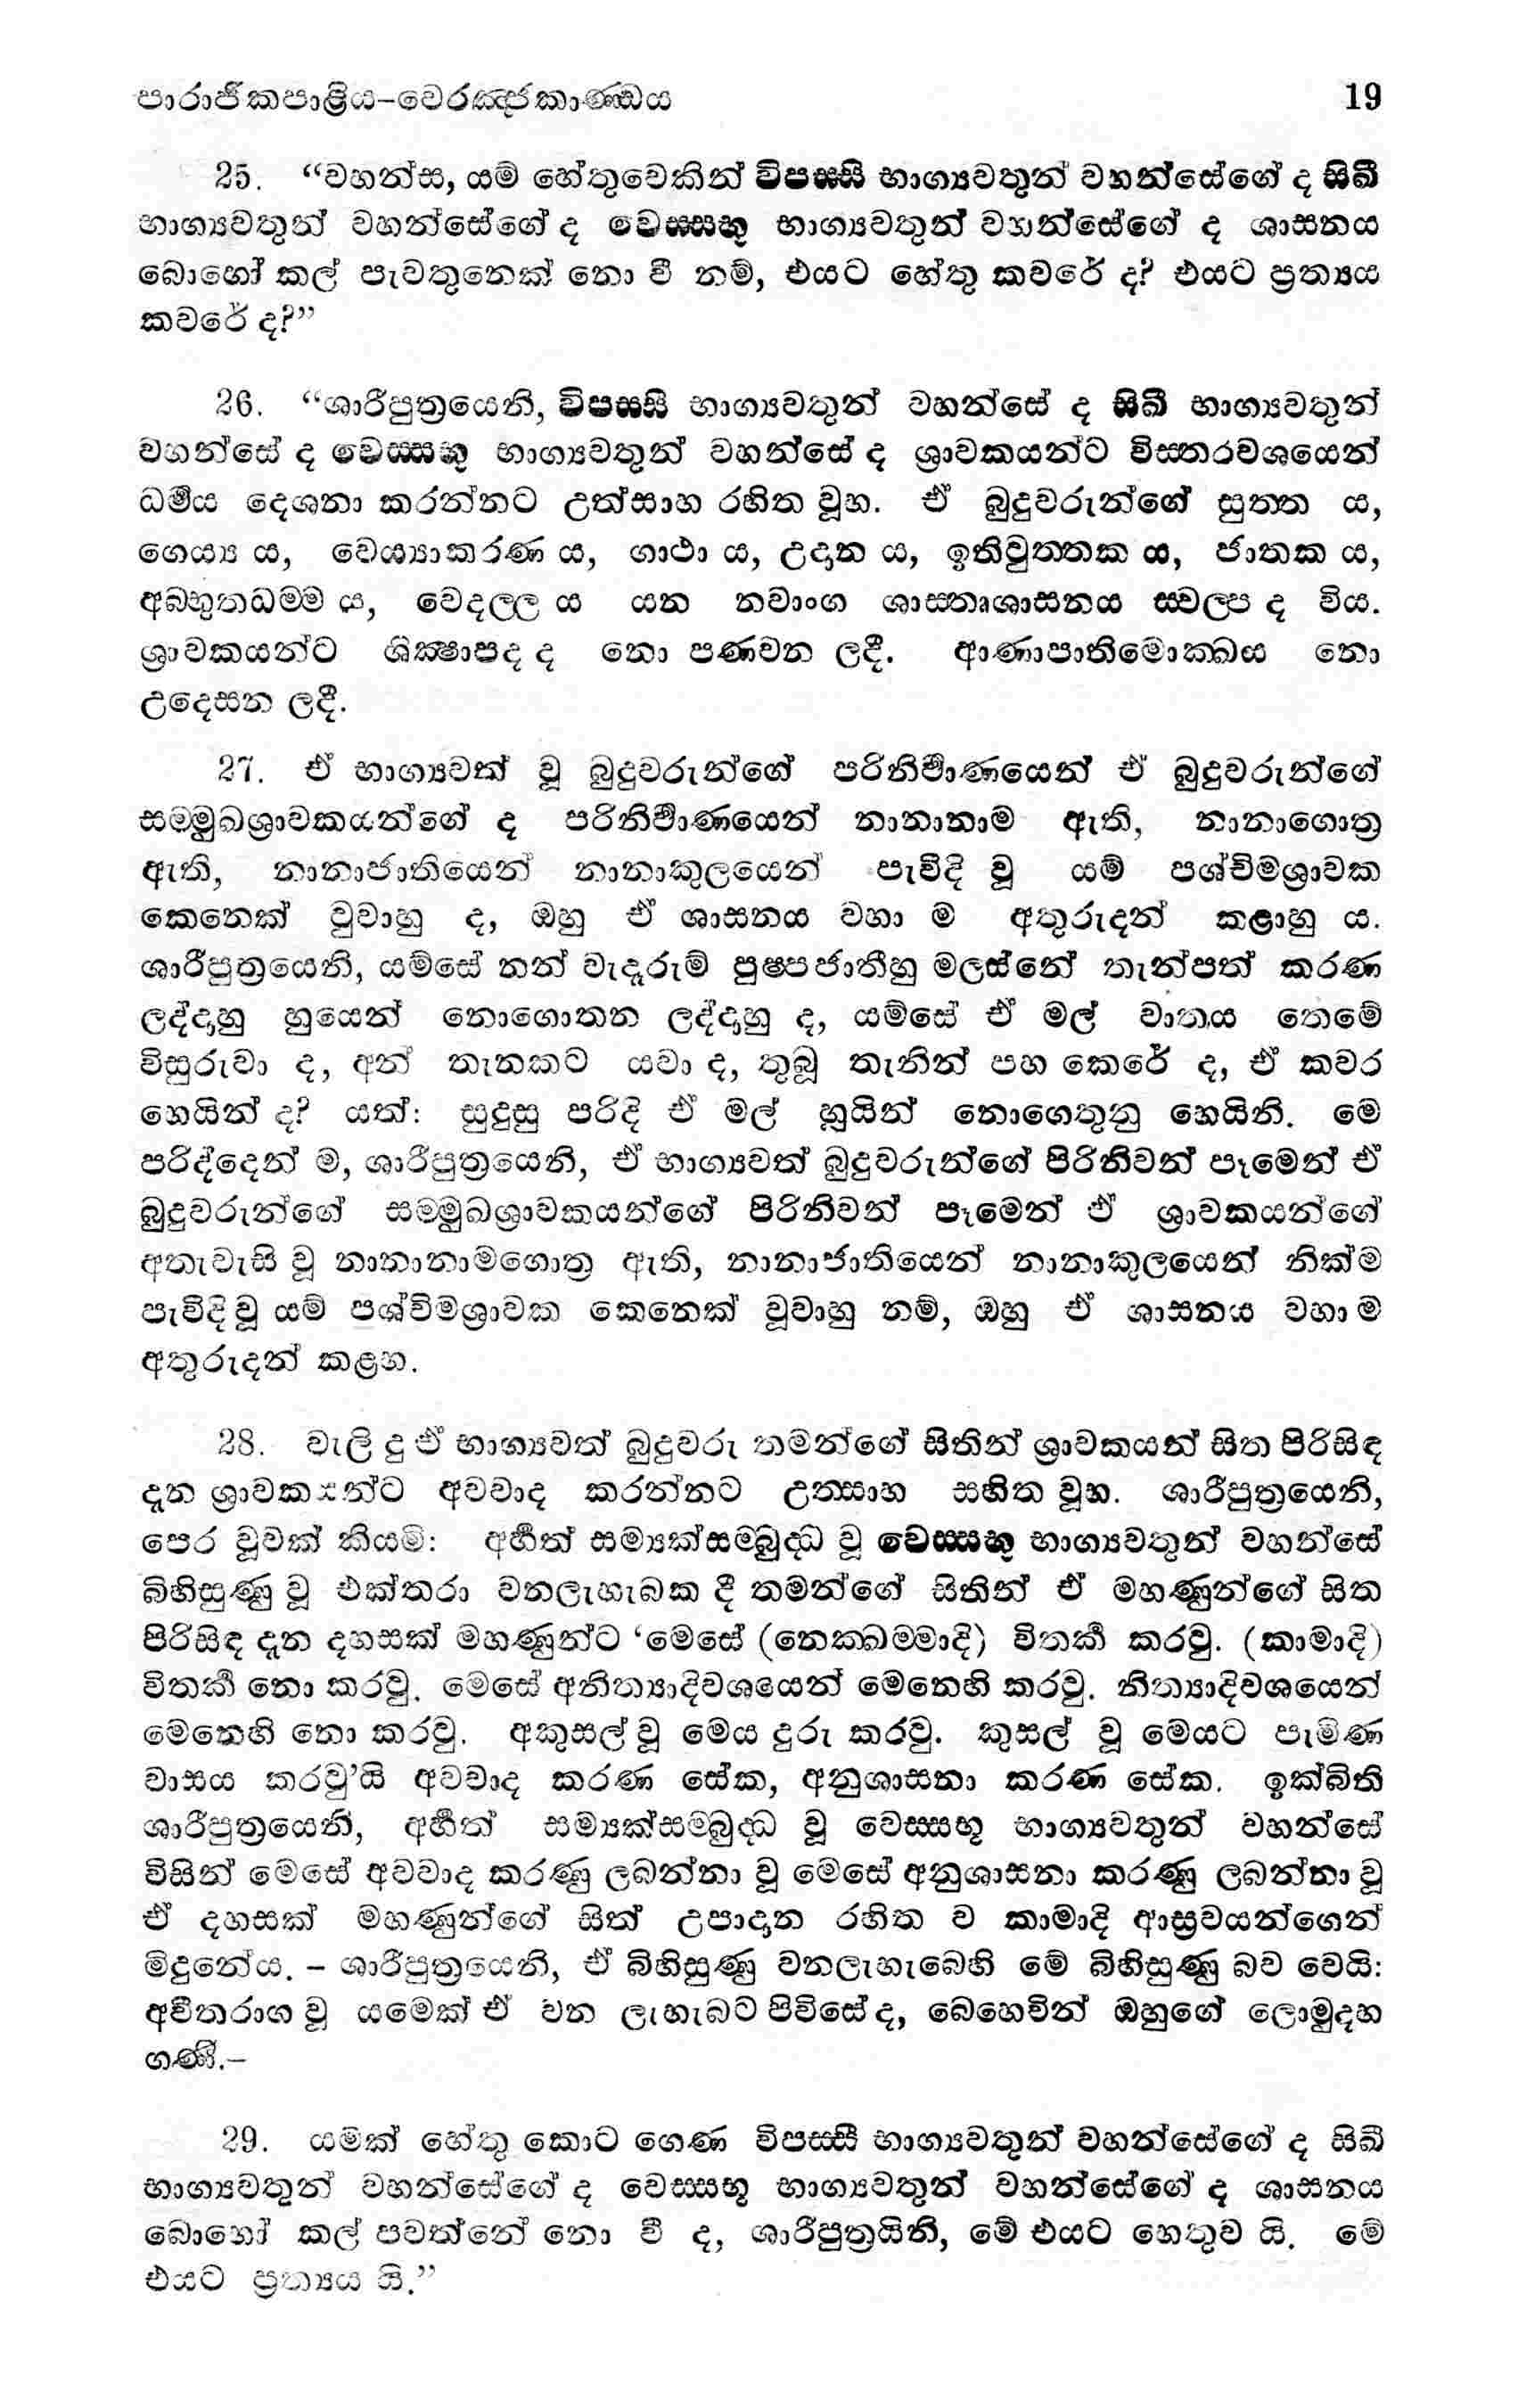 පාරාජිකපාළිය-වෙරඤ්ජකාණ්ඩය 19
25. “වහන්ස, යම් හේතුවෙකින් විපස්සි භාග්‍යවතුන් වහන්සේගේ ද සිඛී
භාග්‍යවතුන් වහන්සේගේ ද වෙස්සභූ භාග්‍යවතුන් වහන්සේගේ ද ශාසනය
බොහෝ කල් පැවතුනෙක් නො වී නම්, එයට හේතු කවරේ ද? එයට ප්‍රත්‍යය
කවරේ ද?”
26. “ශාරීපුත්‍රයෙනි, විපස්සි භාග්‍යවතුන් වහන්සේ ද සිඛී භාග්‍යවතුන්
වහන්සේ ද වෙස්සභූ භාග්‍යවතුන් වහන්සේ ද ශ්‍රාවකයන්ට විස්තරවශයෙන්
ධර්‍මය දෙශනා කරන්නට උත්සාහ රහිත වූහ. ඒ බුදුවරුන්ගේ සුත්ත ය,
ගෙය්‍ය ය, වෙය්‍යාකරණ ය, ගාථා ය, උදාන ය, ඉතිවුත්තක ය, ජාතක ය,
අබ්භුතධම්ම ය, වෙදල්ල ය යන නවාංග ශාස්තෘශාසනය ස්වල්ප ද විය.
ශ්‍රාවකයන්ට ශික්‍ෂාපද ද නො පණවන ලදී. ආණාපාතිමොක්ඛය නො
උදෙසන ලදී.
27. ඒ භාග්‍යවත් වූ බුදුවරුන්ගේ පරිනිර්‍වාණයෙන් ඒ බුදුවරුන්ගේ
සම්මුඛශ්‍රාවකයන්ගේ ද පරිනිර්‍වාණයෙන් නානානාම ඇති, නානාගොත්‍ර
ඇති, නානාජාතියෙන් නානාකුලයෙන් පැවිදි වූ යම් පශ්චිමශ්‍රාවක
කෙනෙක් වුවාහු ද, ඔහු ඒ ශාසනය වහා ම අතුරුදන් කළාහු ය.
ශාරීපුත්‍රයෙනි, යම්සේ නන් වැදෑරුම් පුෂ්පජාතීහු මලස්නේ තැන්පත් කරණ
ලද්දාහු හුයෙන් නොගොතන ලද්දාහු ද, යම්සේ ඒ මල් වාතය තෙමේ
විසුරුවා ද, අන් තැනකට යවා ද, තුබූ තැනින් පහ කෙරේ ද, ඒ කවර
හෙයින් ද? යත්: සුදුසු පරිදි ඒ මල් හුයින් නොගෙතුනු හෙයිනි. මෙ
පරිද්දෙන් ම, ශාරීපුත්‍රයෙනි, ඒ භාග්‍යවත් බුදුවරුන්ගේ පිරිනිවන් පෑමෙන් ඒ
බුදුවරුන්ගේ සම්මුඛශ්‍රාවකයන්ගේ පිරිනිවන් පෑමෙන් ඒ ශ්‍රාවකයන්ගේ
අතැවැසි වූ නානානාමගොත්‍ර ඇති, නානාජාතියෙන් නානාකුලයෙන් නික්ම
පැවිදි වූ යම් පශ්චිමශ්‍රාවක කෙනෙක් වූවාහු නම්, ඔහු ඒ ශාසනය වහා ම
අතුරුදන් කළහ.
28. වැලි දු ඒ භාග්‍යවත් බුදුවරු තමන්ගේ සිතින් ශ්‍රාවකයන් සිත පිරිසිඳ
දැන ශ්‍රාවකයන්ට අවවාද කරන්නට උත්සාහ සහිත වූහ. ශාරීපුත්‍රයෙනි,
පෙර වූවක් කියමි: අර්‍හත් සම්‍යක්සම්බුද්ධ වූ වෙස්සභූ භාග්‍යවතුන් වහන්සේ
බිහිසුණු වූ එක්තරා වනලැහැබක දී තමන්ගේ සිතින් ඒ මහණුන්ගේ සිත
පිරිසිඳ දැන දහසක් මහණුන්ට ‘මෙසේ (නෙක්ඛම්මාදි) විතර්‍ක කරවු. (කාමාදි)
විතර්‍ක නො කරවු. මෙසේ අනිත්‍යාදිවශයෙන් මෙනෙහි කරවු. නිත්‍යාදිවශයෙන්
මෙනෙහි නො කරවු. අකුසල් වූ මෙය දුරු කරවු. කුසල් වූ මෙයට පැමිණ
වාසය කරවු’යි අවවාද කරණ සේක, අනුශාසනා කරණ සේක. ඉක්බිති
ශාරීපුත්‍රයෙනි, අර්‍හත් සම්‍යක්සම්බුද්ධ වූ වෙස්සභූ භාග්‍යවතුන් වහන්සේ
විසින් මෙසේ අවවාද කරණු ලබන්නා වූ මෙසේ අනුශාසනා කරණු ලබන්නා වූ
ඒ දහසක් මහණුන්ගේ සිත් උපාදාන රහිත ව කාමාදි ආස්‍රවයන්ගෙන්
මිදුනේය. – ශාරීපුත්‍රයෙනි, ඒ බිහිසුණු වනලැහැබෙහි මේ බිහිසුණු බව වෙයි:
අවීතරාග වූ යමෙක් ඒ වන ලැහැබට පිවිසේ ද, බෙහෙවින් ඔහුගේ ලොමුදහ
ගණී.–
29. යමක් හේතු කොට ගෙණ විපස්සී භාග්‍යවතුන් වහන්සේගේ ද සිඛී
භාග්‍යවතුන් වහන්සේගේ ද වෙස්සභූ භාග්‍යවතුන් වහන්සේගේ ද ශාසනය
බොහෝ කල් පවත්නේ නො වී ද, ශාරීපුත්‍රයිනි, මේ එයට හෙතුව යි. මේ
එයට ප්‍රත්‍යය යි.”